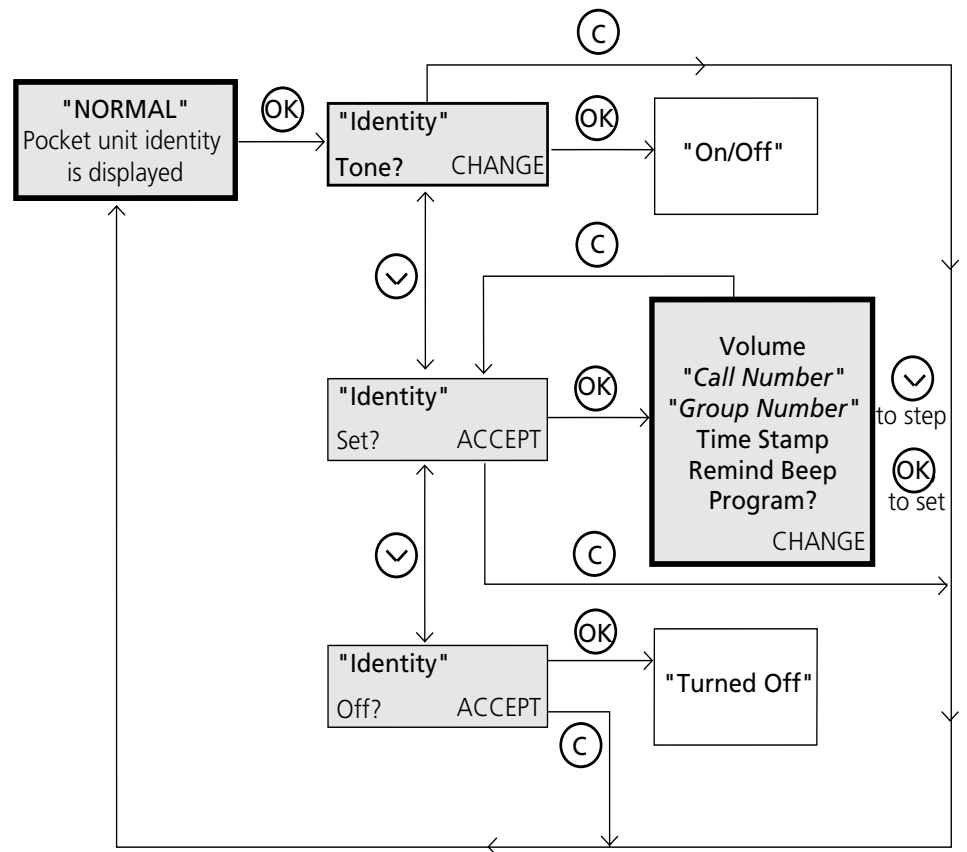 C
"NORMAL"
Pocket unit identity
is displayed
OK
"Identity"
Tone? CHANGE
OK
"On/Off"
C
"Identity"
Set? ACCEPT
OK
Volume
"Call Number"
"Group Number"
Time Stamp
Remind Beep
Program?
CHANGE
to step
OK
to set
C
"Identity"
Off? ACCEPT
OK
"Turned Off"
C